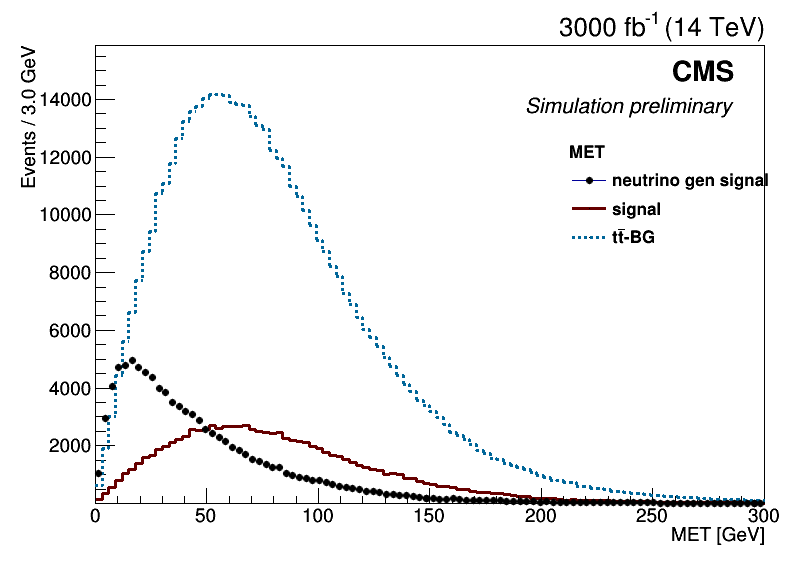 3000 fb-1 (14 TeV)
CMS
Simulation preliminary
MET
neutrino gen signal
signal
tt̄-BG
Events / 3.0 GeV
14000
12000
10000
8000
6000
4000
2000
0 50 100 150 200 250 300
MET [GeV]